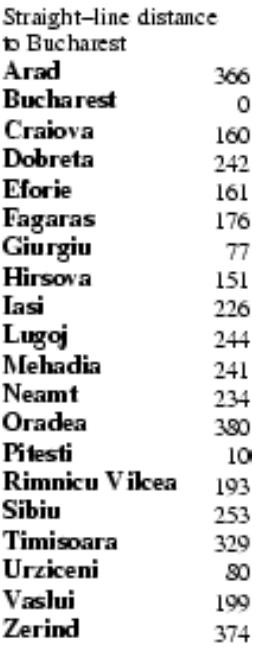 Straight–line distance
to Bucharest
Arad 366
Bucharest 0
Craiova 160
Dobreta 242
Eforie 161
Fagaras 176
Giurgiu 77
Hirsova 151
Iasi 226
Lugoj 244
Mehadia 241
Neamt 234
Oradea 380
Pitesti 10
Rimnicu Vilcea 193
Sibiu 253
Timisoara 329
Urziceni 80
Vaslui 199
Zerind 374